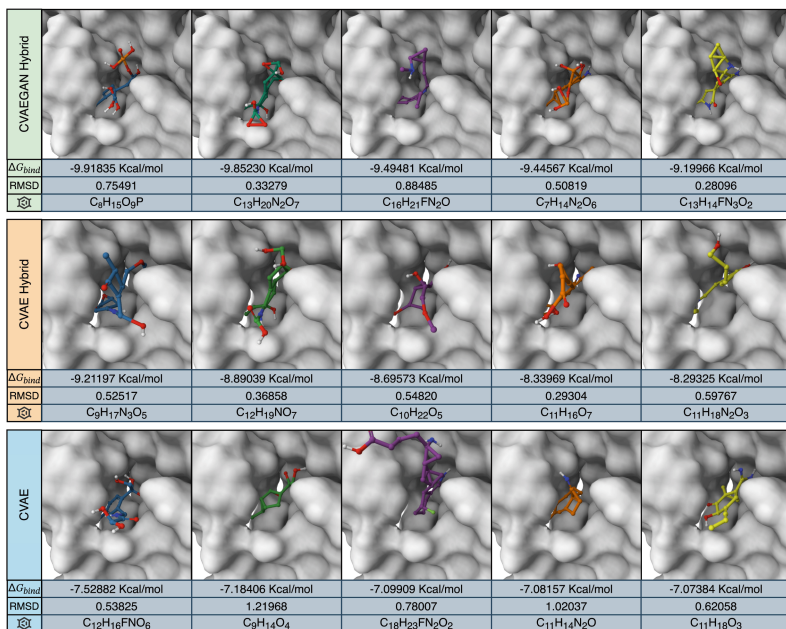 CVAEGAN Hybrid
ΔG_bind -9.91835 Kcal/mol -9.85230 Kcal/mol -9.49481 Kcal/mol -9.44567 Kcal/mol -9.19966 Kcal/mol
RMSD 0.75491 0.33279 0.88485 0.50819 0.28096
C₈H₁₅O₉P C₁₃H₂₀N₂O₇ C₁₆H₂₁FN₂O C₇H₁₄N₂O₆ C₁₃H₁₄FN₃O₂
CVAE Hybrid
ΔG_bind -9.21197 Kcal/mol -8.89039 Kcal/mol -8.69573 Kcal/mol -8.33969 Kcal/mol -8.29325 Kcal/mol
RMSD 0.52517 0.36858 0.54820 0.29304 0.59767
C₉H₁₇N₃O₅ C₁₂H₁₉NO₇ C₁₀H₂₂O₅ C₁₁H₁₆O₇ C₁₁H₁₈N₂O₃
CVAE
ΔG_bind -7.52882 Kcal/mol -7.18406 Kcal/mol -7.09909 Kcal/mol -7.08157 Kcal/mol -7.07384 Kcal/mol
RMSD 0.53825 1.21968 0.78007 1.02037 0.62058
C₁₂H₁₆FNO₆ C₉H₁₄O₄ C₁₈H₂₃FN₂O₂ C₁₁H₁₄N₂O C₁₁H₁₈O₃